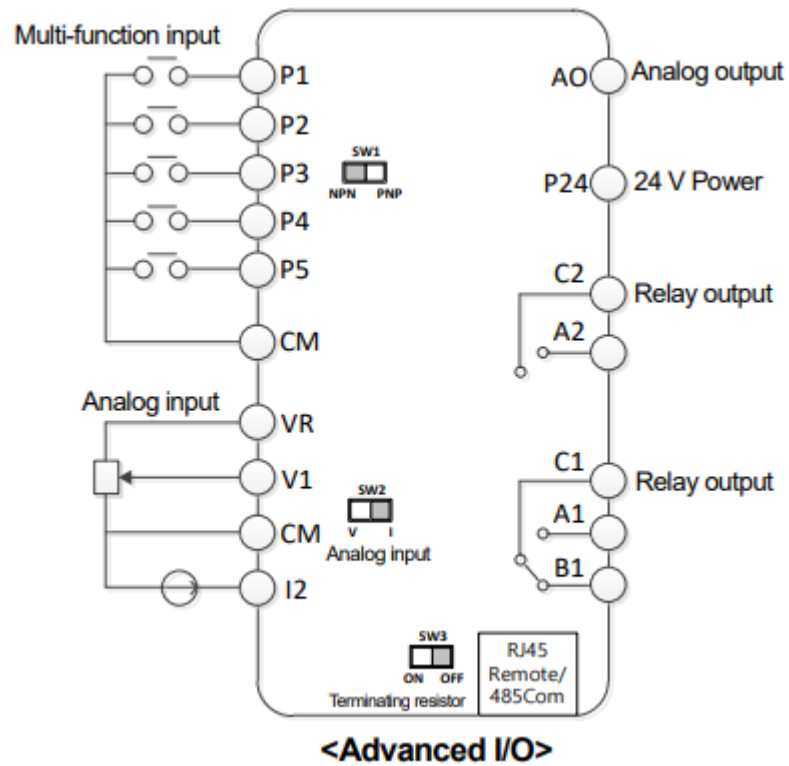 Multi-function input
P1
P2
P3
P4
P5
CM
SW1
NPN PNP
Analog input
VR
V1
CM
I2
SW2
V I
Analog input
SW3
ON OFF
Terminating resistor
RJ45
Remote/
485Com
AO Analog output
P24 24 V Power
C2 Relay output
A2
C1 Relay output
A1
B1
<Advanced I/O>